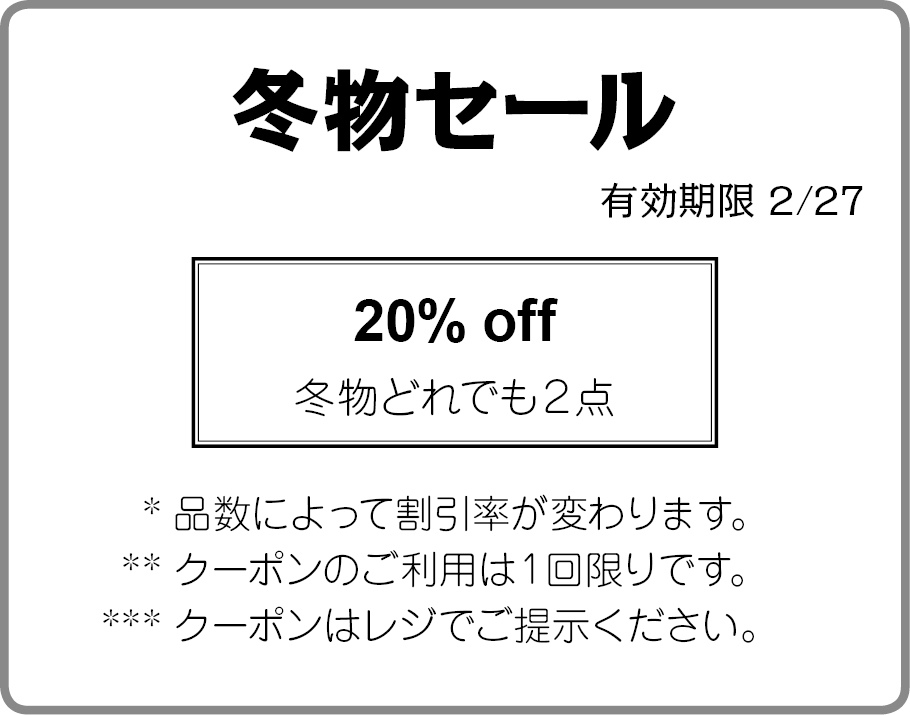 冬物セール
有効期限 2/27
20% off
冬物どれでも２点
* 品数によって割引率が変わります。
** クーポンのご利用は1回限りです。
*** クーポンはレジでご提示ください。